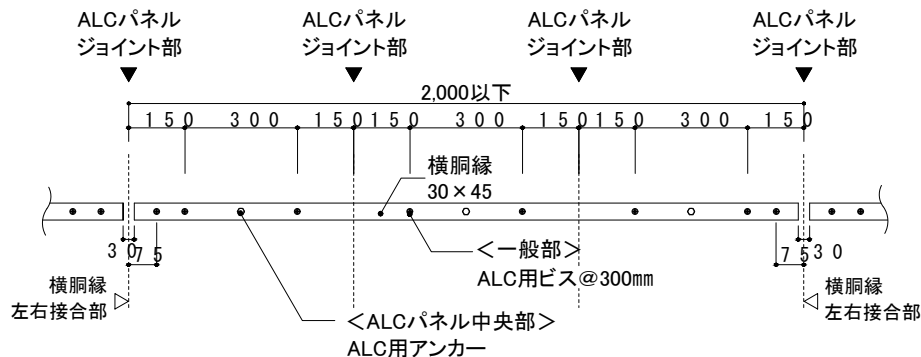 ALCパネル
ジョイント部
ALCパネル
ジョイント部
ALCパネル
ジョイント部
ALCパネル
ジョイント部
2,000以下
150 300 150 150 300 150 150 300 150
横胴縁
30×45
30
75
75
30
横胴縁
左右接合部
<一般部>
ALC用ビス@300mm
横胴縁
左右接合部
<ALCパネル中央部>
ALC用アンカー